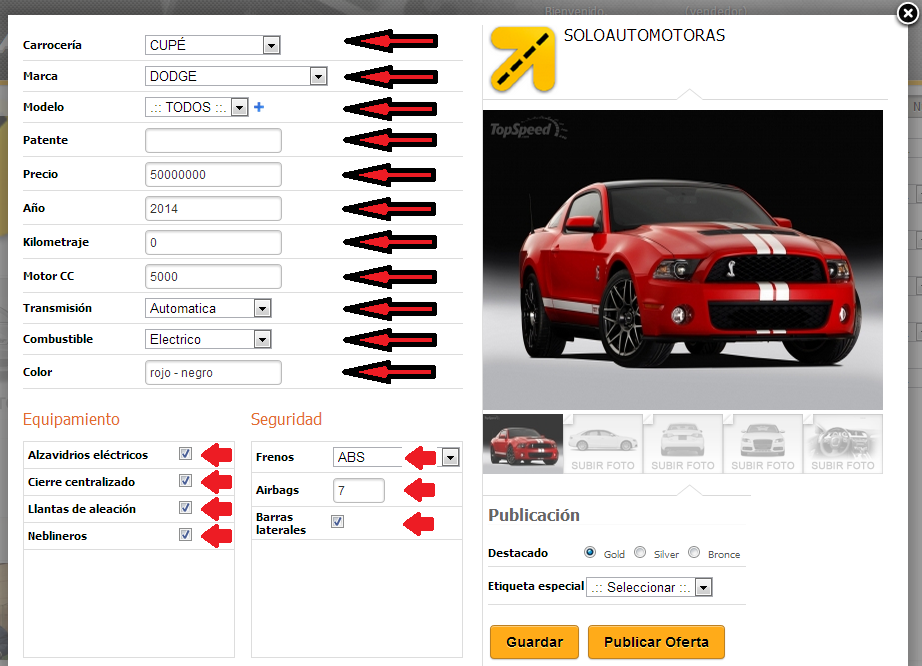 Bienvenido (vendedor)
Carrocería CUPÉ
Marca DODGE
Modelo .:: TODOS ::.
Patente
Precio 50000000
Año 2014
Kilometraje 0
Motor CC 5000
Transmisión Automatica
Combustible Electrico
Color rojo - negro
Equipamiento
Alzavidrios eléctricos
Cierre centralizado
Llantas de aleación
Neblineros
Seguridad
Frenos ABS
Airbags 7
Barras
laterales
SOLOAUTOMOTORAS
TopSpeed
SUBIR FOTO SUBIR FOTO SUBIR FOTO SUBIR FOTO
Publicación
Destacado Gold Silver Bronce
Etiqueta especial .:: Seleccionar ::.
Guardar Publicar Oferta